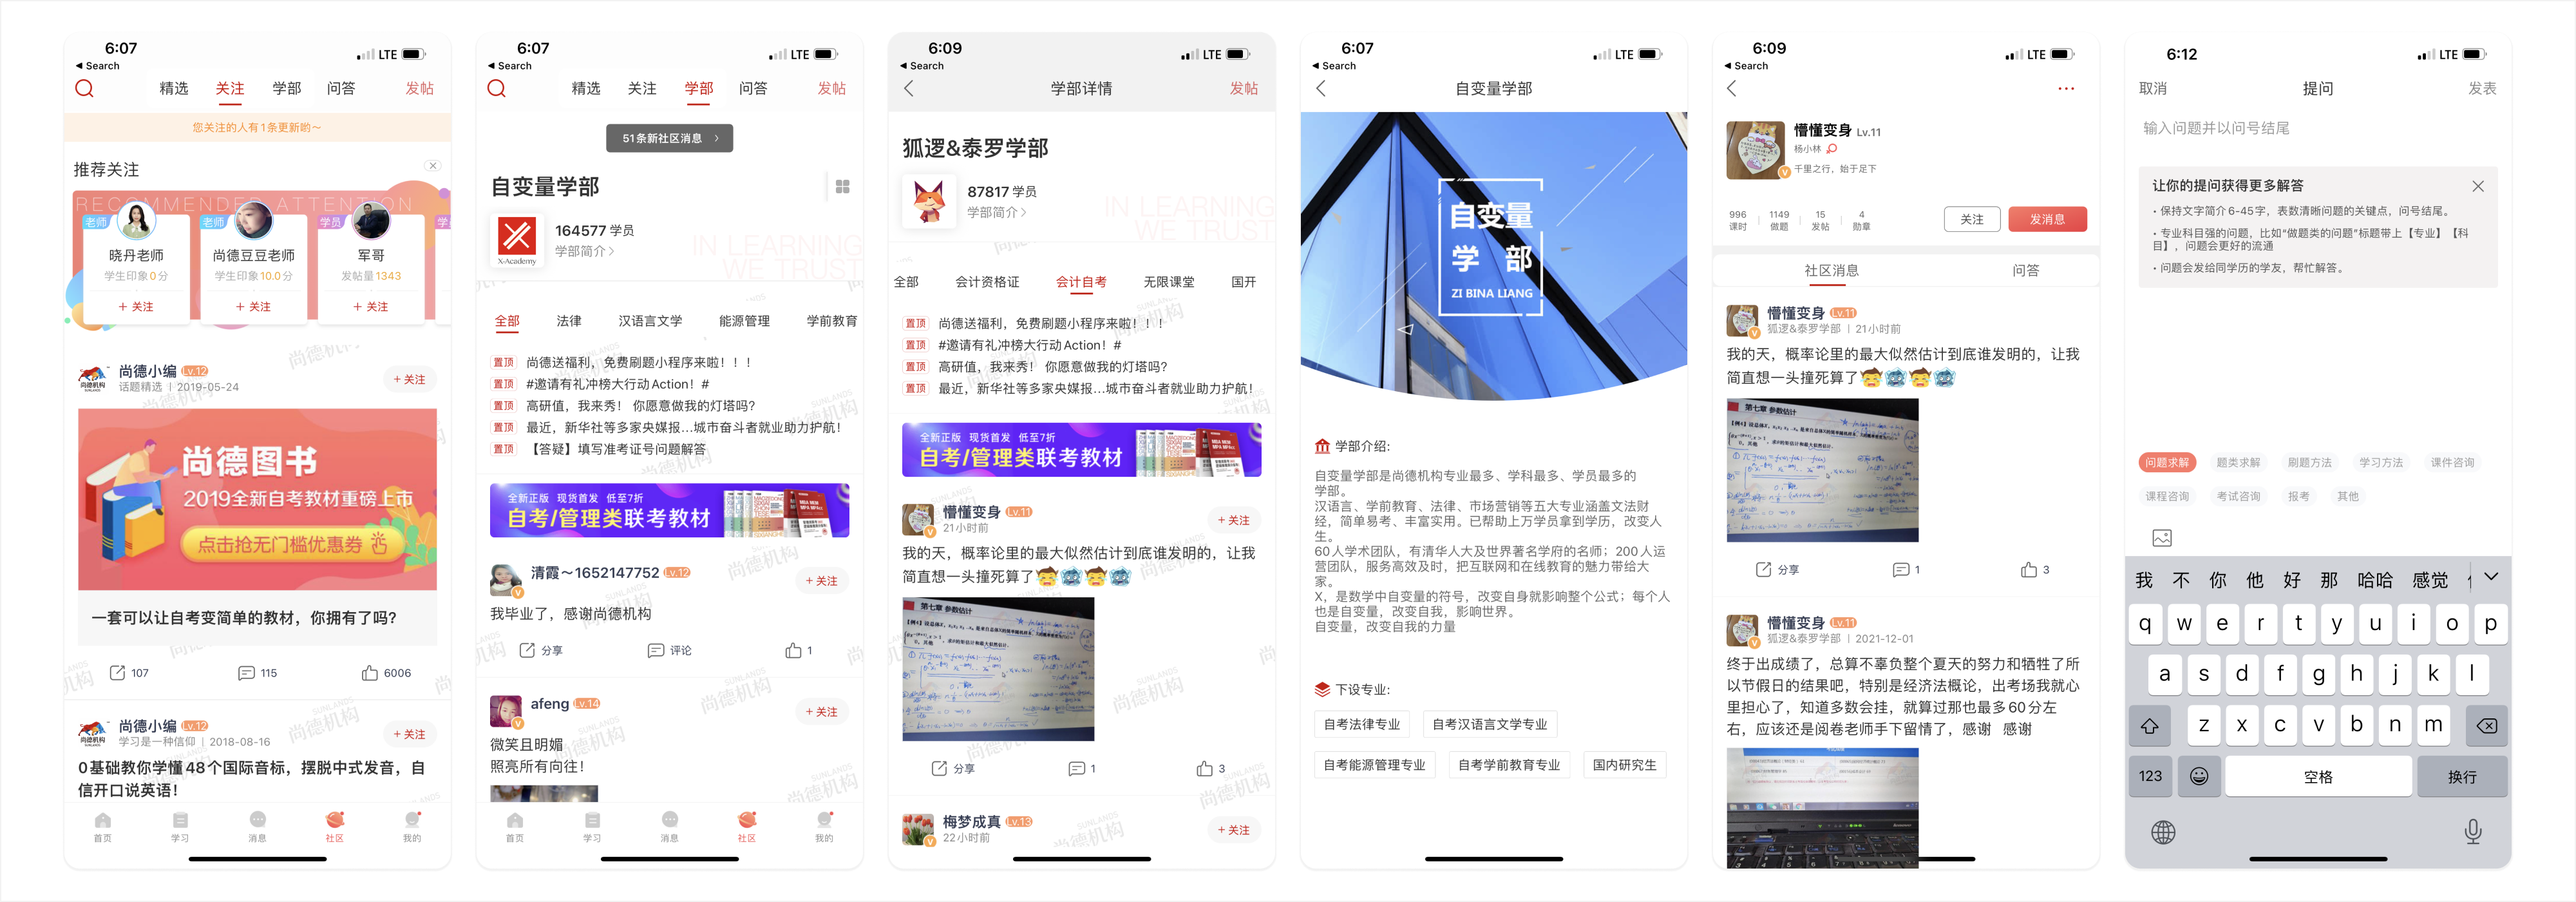 6:07
LTE
◀ Search
精选 关注 学部 问答 发帖
您关注的人有1条更新哟~
推荐关注
RECOMMENDED ATTENTION
老师 老师 学员 学
晓丹老师 尚德豆豆老师 军哥
学生印象0分 学生印象10.0分 发帖量1343
+ 关注 + 关注 + 关注
尚德小编 Lv.12
话题精选 | 2019-05-24
+ 关注
尚德机构
尚德图书
2019全新自考教材重磅上市
点击抢无门槛优惠券
一套可以让自考变简单的教材，你拥有了吗？
107 115 6006
尚德小编 Lv.12
学习是一种信仰 | 2018-08-16
+ 关注
0基础教你学懂48个国际音标，摆脱中式发音，自
信开口说英语！
首页 学习 消息 社区 我的
6:07
LTE
◀ Search
精选 关注 学部 问答 发帖
51条新社区消息 >
自变量学部
X-Academy
164577 学员
学部简介>
IN LEARNING
WE TRUST
全部 法律 汉语言文学 能源管理 学前教育
置顶 尚德送福利，免费刷题小程序来啦！！！
置顶 #邀请有礼冲榜大行动Action！#
置顶 高研值，我来秀！ 你愿意做我的灯塔吗？
置顶 最近，新华社等多家央媒报...城市奋斗者就业助力护航！
置顶 【答疑】填写准考证号问题解答
全新正版 现货首发 低至7折
自考/管理类联考教材
清霞～1652147752 Lv.12
+ 关注
我毕业了，感谢尚德机构
分享 评论 1
afeng Lv.14
+ 关注
微笑且明媚
照亮所有向往！
首页 学习 消息 社区 我的
6:09
LTE
◀ Search
学部详情 发帖
狐逻&泰罗学部
87817 学员
学部简介>
IN LEARNING
WE TRUST
全部 会计资格证 会计自考 无限课堂 国开
置顶 尚德送福利，免费刷题小程序来啦！！！
置顶 #邀请有礼冲榜大行动Action！#
置顶 高研值，我来秀！ 你愿意做我的灯塔吗？
置顶 最近，新华社等多家央媒报...城市奋斗者就业助力护航！
全新正版 现货首发 低至7折
自考/管理类联考教材
懵懂变身 Lv.11
21小时前
+ 关注
我的天，概率论里的最大似然估计到底谁发明的，让我
简直想一头撞死算了
第七章 参数估计
分享 1 3
梅梦成真 Lv.13
22小时前
+ 关注
6:07
LTE
◀ Search
自变量学部
自变量
学 部
ZI BINA LIANG
学部介绍:
自变量学部是尚德机构专业最多、学科最多、学员最多的
学部。
汉语言、学前教育、法律、市场营销等五大专业涵盖文法财
经，简单易考、丰富实用。已帮助上万学员拿到学历，改变人
生。
60人学术团队，有清华人大及世界著名学府的名师；200人运
营团队，服务高效及时，把互联网和在线教育的魅力带给大
家。
X，是数学中自变量的符号，改变自身就影响整个公式；每个人
也是自变量，改变自我，影响世界。
自变量，改变自我的力量
下设专业:
自考法律专业 自考汉语言文学专业
自考能源管理专业 自考学前教育专业 国内研究生
6:09
LTE
◀ Search
懵懂变身 Lv.11
杨小林
千里之行，始于足下
996 1149 15 4
课时 做题 发帖 勋章
关注 发消息
社区消息 问答
懵懂变身 Lv.11
狐逻&泰罗学部 | 21小时前
我的天，概率论里的最大似然估计到底谁发明的，让我
简直想一头撞死算了
第七章 参数估计
分享 1 3
懵懂变身 Lv.11
狐逻&泰罗学部 | 2021-12-01
终于出成绩了，总算不辜负整个夏天的努力和牺牲了所
以节假日的结果吧，特别是经济法概论，出考场我就心
里担心了，知道多数会挂，就算过那也最多60分左
右，应该还是阅卷老师手下留情了，感谢 感谢
6:12
LTE
取消 提问 发表
输入问题并以问号结尾
让你的提问获得更多解答
• 保持文字简介6-45字，表数清晰问题的关键点，问号结尾。
• 专业科目强的问题，比如“做题类的问题”标题带上【专业】【科
目】，问题会更好的流通
• 问题会发给同学历的学友，帮忙解答。
问题求解 题类求解 刷题方法 学习方法 课件咨询
课程咨询 考试咨询 报考 其他
我 不 你 他 好 那 哈哈 感觉
q w e r t y u i o p
a s d f g h j k l
z x c v b n m
123 空格 换行